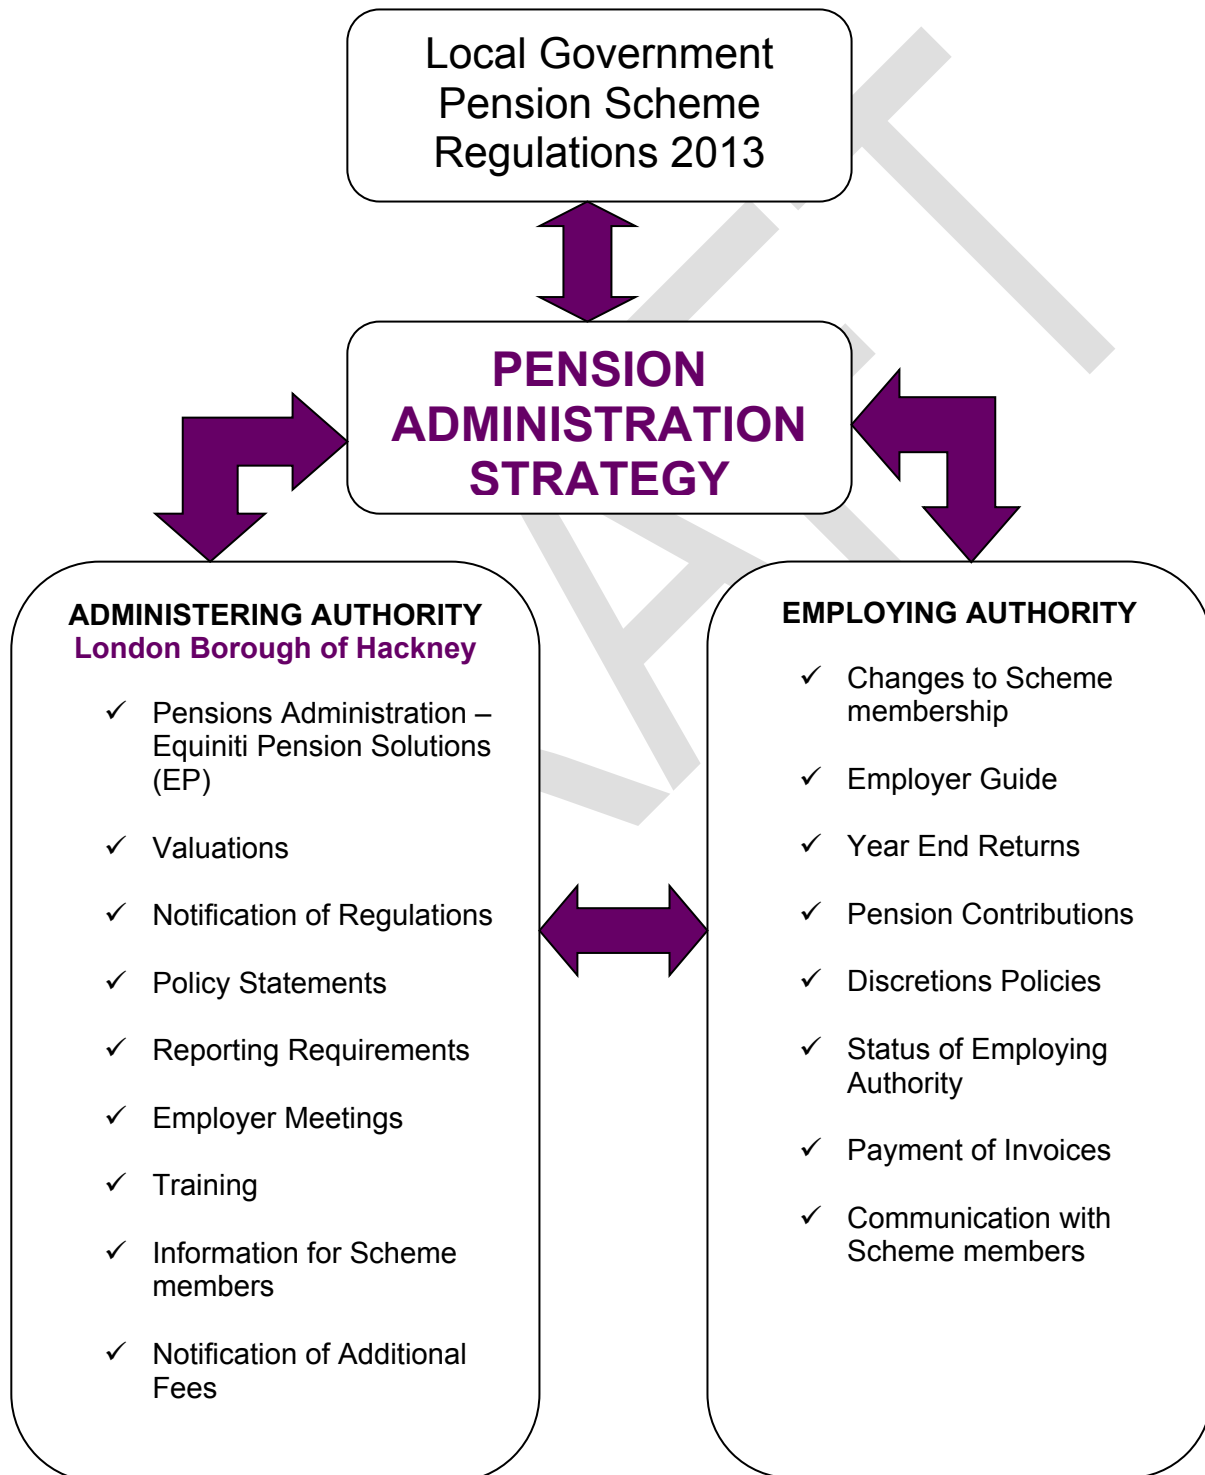 Local Government
Pension Scheme
Regulations 2013
PENSION
ADMINISTRATION
STRATEGY
ADMINISTERING AUTHORITY
London Borough of Hackney
✓ Pensions Administration –
Equiniti Pension Solutions
(EP)
✓ Valuations
✓ Notification of Regulations
✓ Policy Statements
✓ Reporting Requirements
✓ Employer Meetings
✓ Training
✓ Information for Scheme
members
✓ Notification of Additional
Fees
EMPLOYING AUTHORITY
✓ Changes to Scheme
membership
✓ Employer Guide
✓ Year End Returns
✓ Pension Contributions
✓ Discretions Policies
✓ Status of Employing
Authority
✓ Payment of Invoices
✓ Communication with
Scheme members